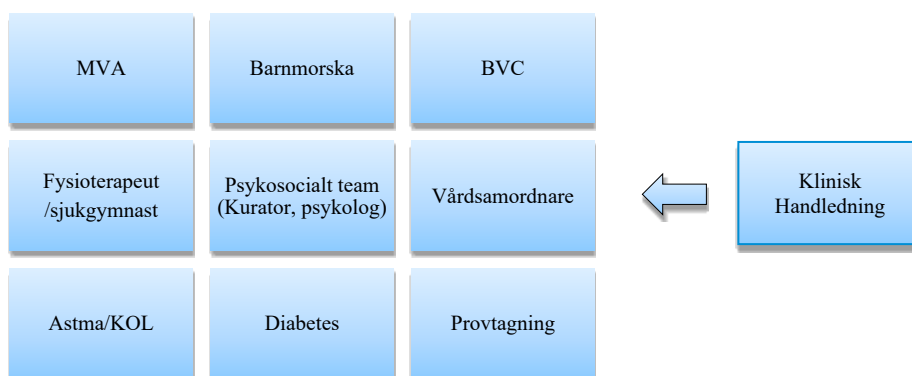 MVA
Barnmorska
BVC
Fysioterapeut
/sjukgymnast
Psykosocialt team
(Kurator, psykolog)
Vårdsamordnare
Klinisk
Handledning
Astma/KOL
Diabetes
Provtagning